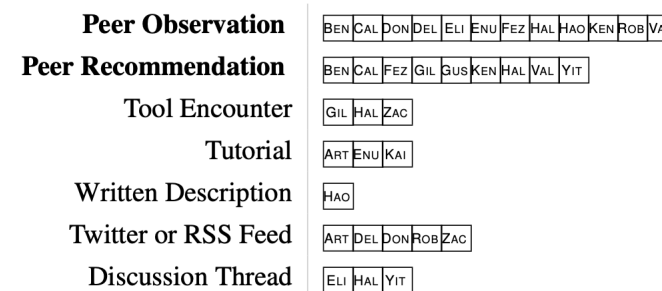 Peer Observation BEN CAL DON DEL ELI ENU FEZ HAL HAO KEN ROB
Peer Recommendation BEN CAL FEZ GIL GUS KEN HAL VAL YIT
Tool Encounter GIL HAL ZAC
Tutorial ART ENU KAI
Written Description HAO
Twitter or RSS Feed ART DEL DON ROB ZAC
Discussion Thread ELI HAL YIT